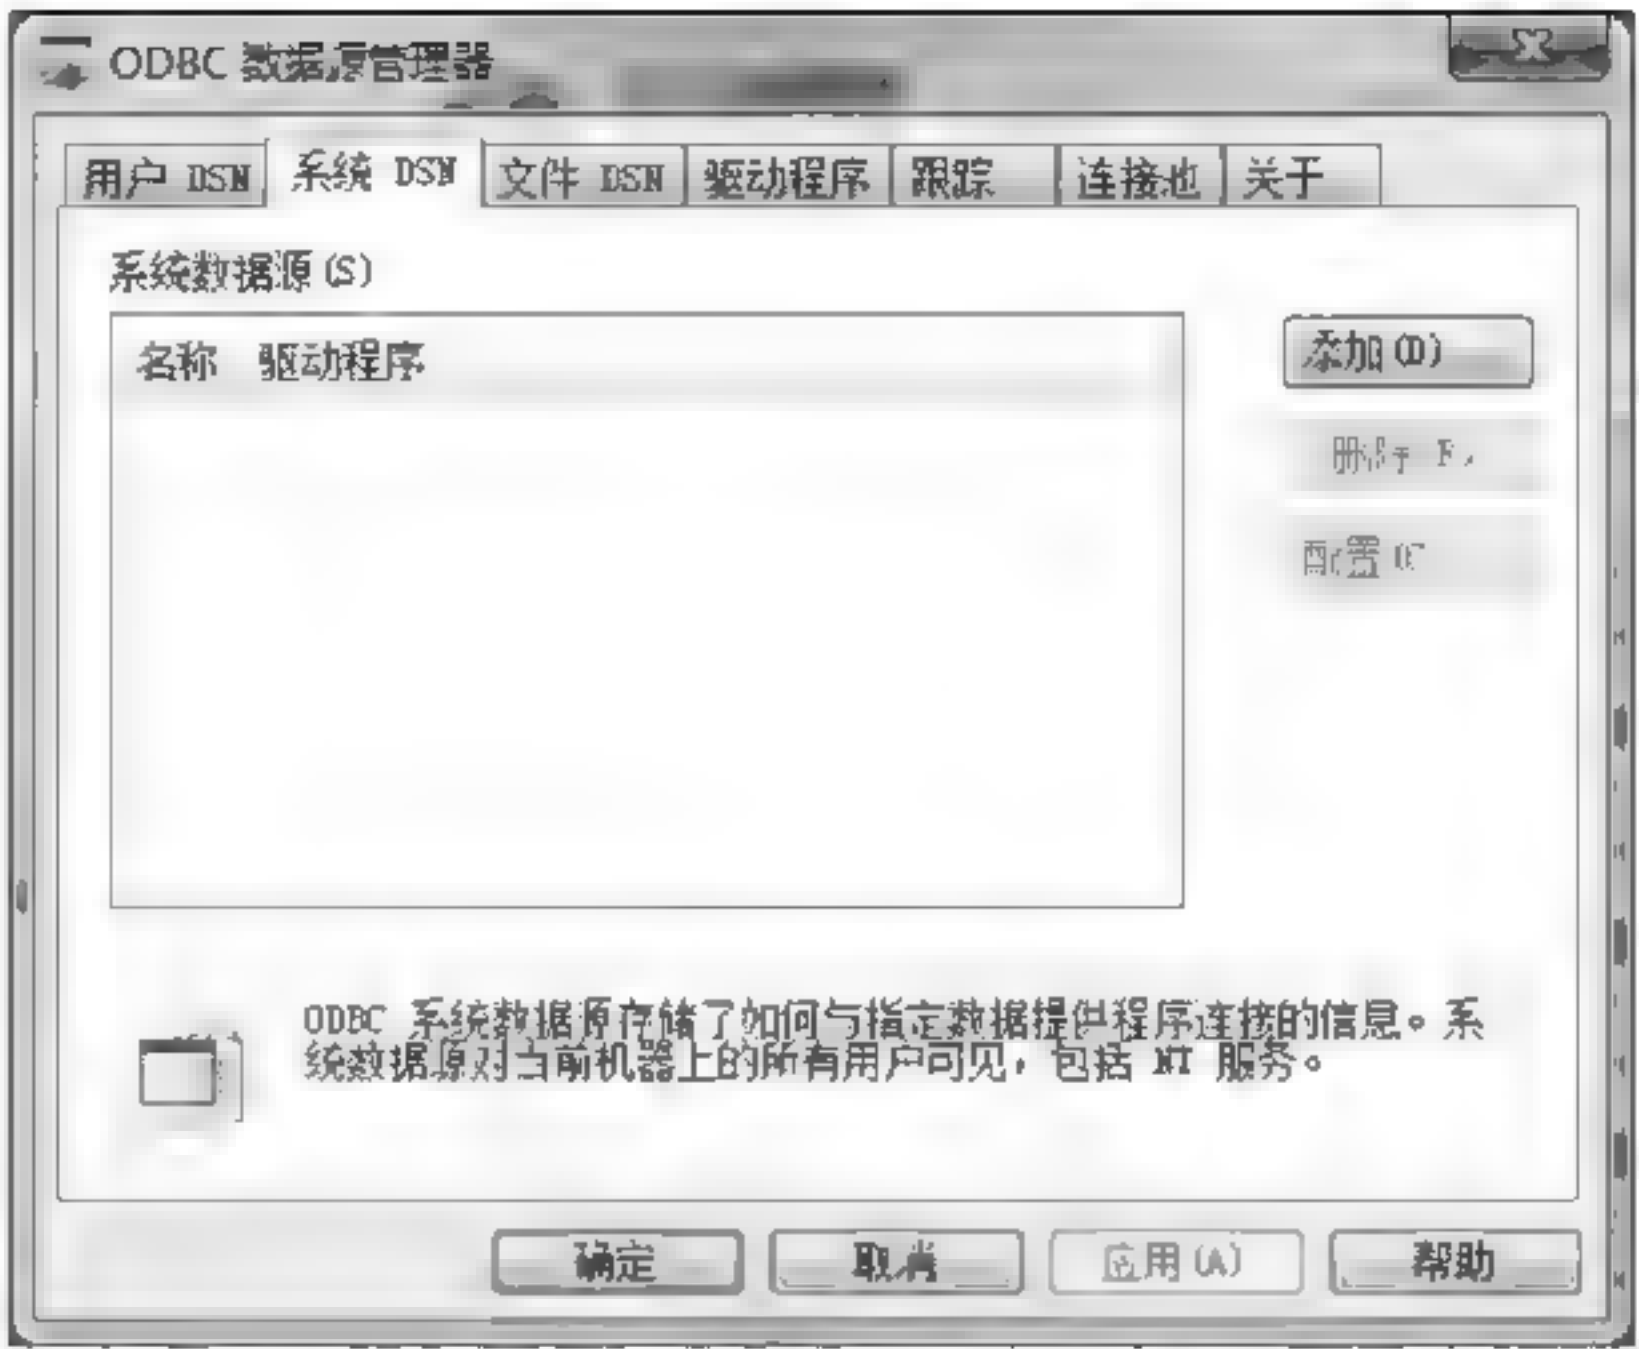 ODBC 数据源管理器
用户 DSN 系统 DSN 文件 DSN 驱动程序 跟踪 连接池 关于
系统数据源(S)
名称 驱动程序
添加(D)
配置
ODBC 系统数据源存储了如何与指定数据提供程序连接的信息。系
统数据源对当前机器上的所有用户可见，包括 NT 服务。
确定 取消 应用(A) 帮助